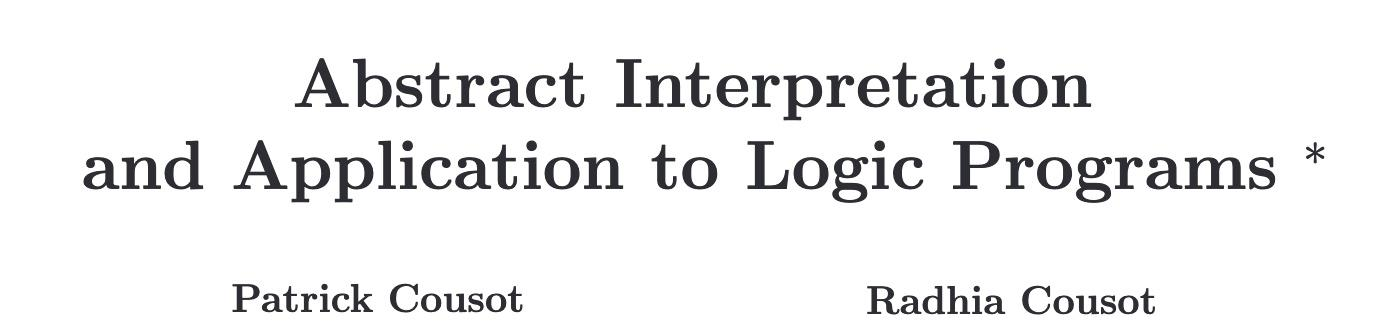 Abstract Interpretation
and Application to Logic Programs *
Patrick Cousot Radhia Cousot